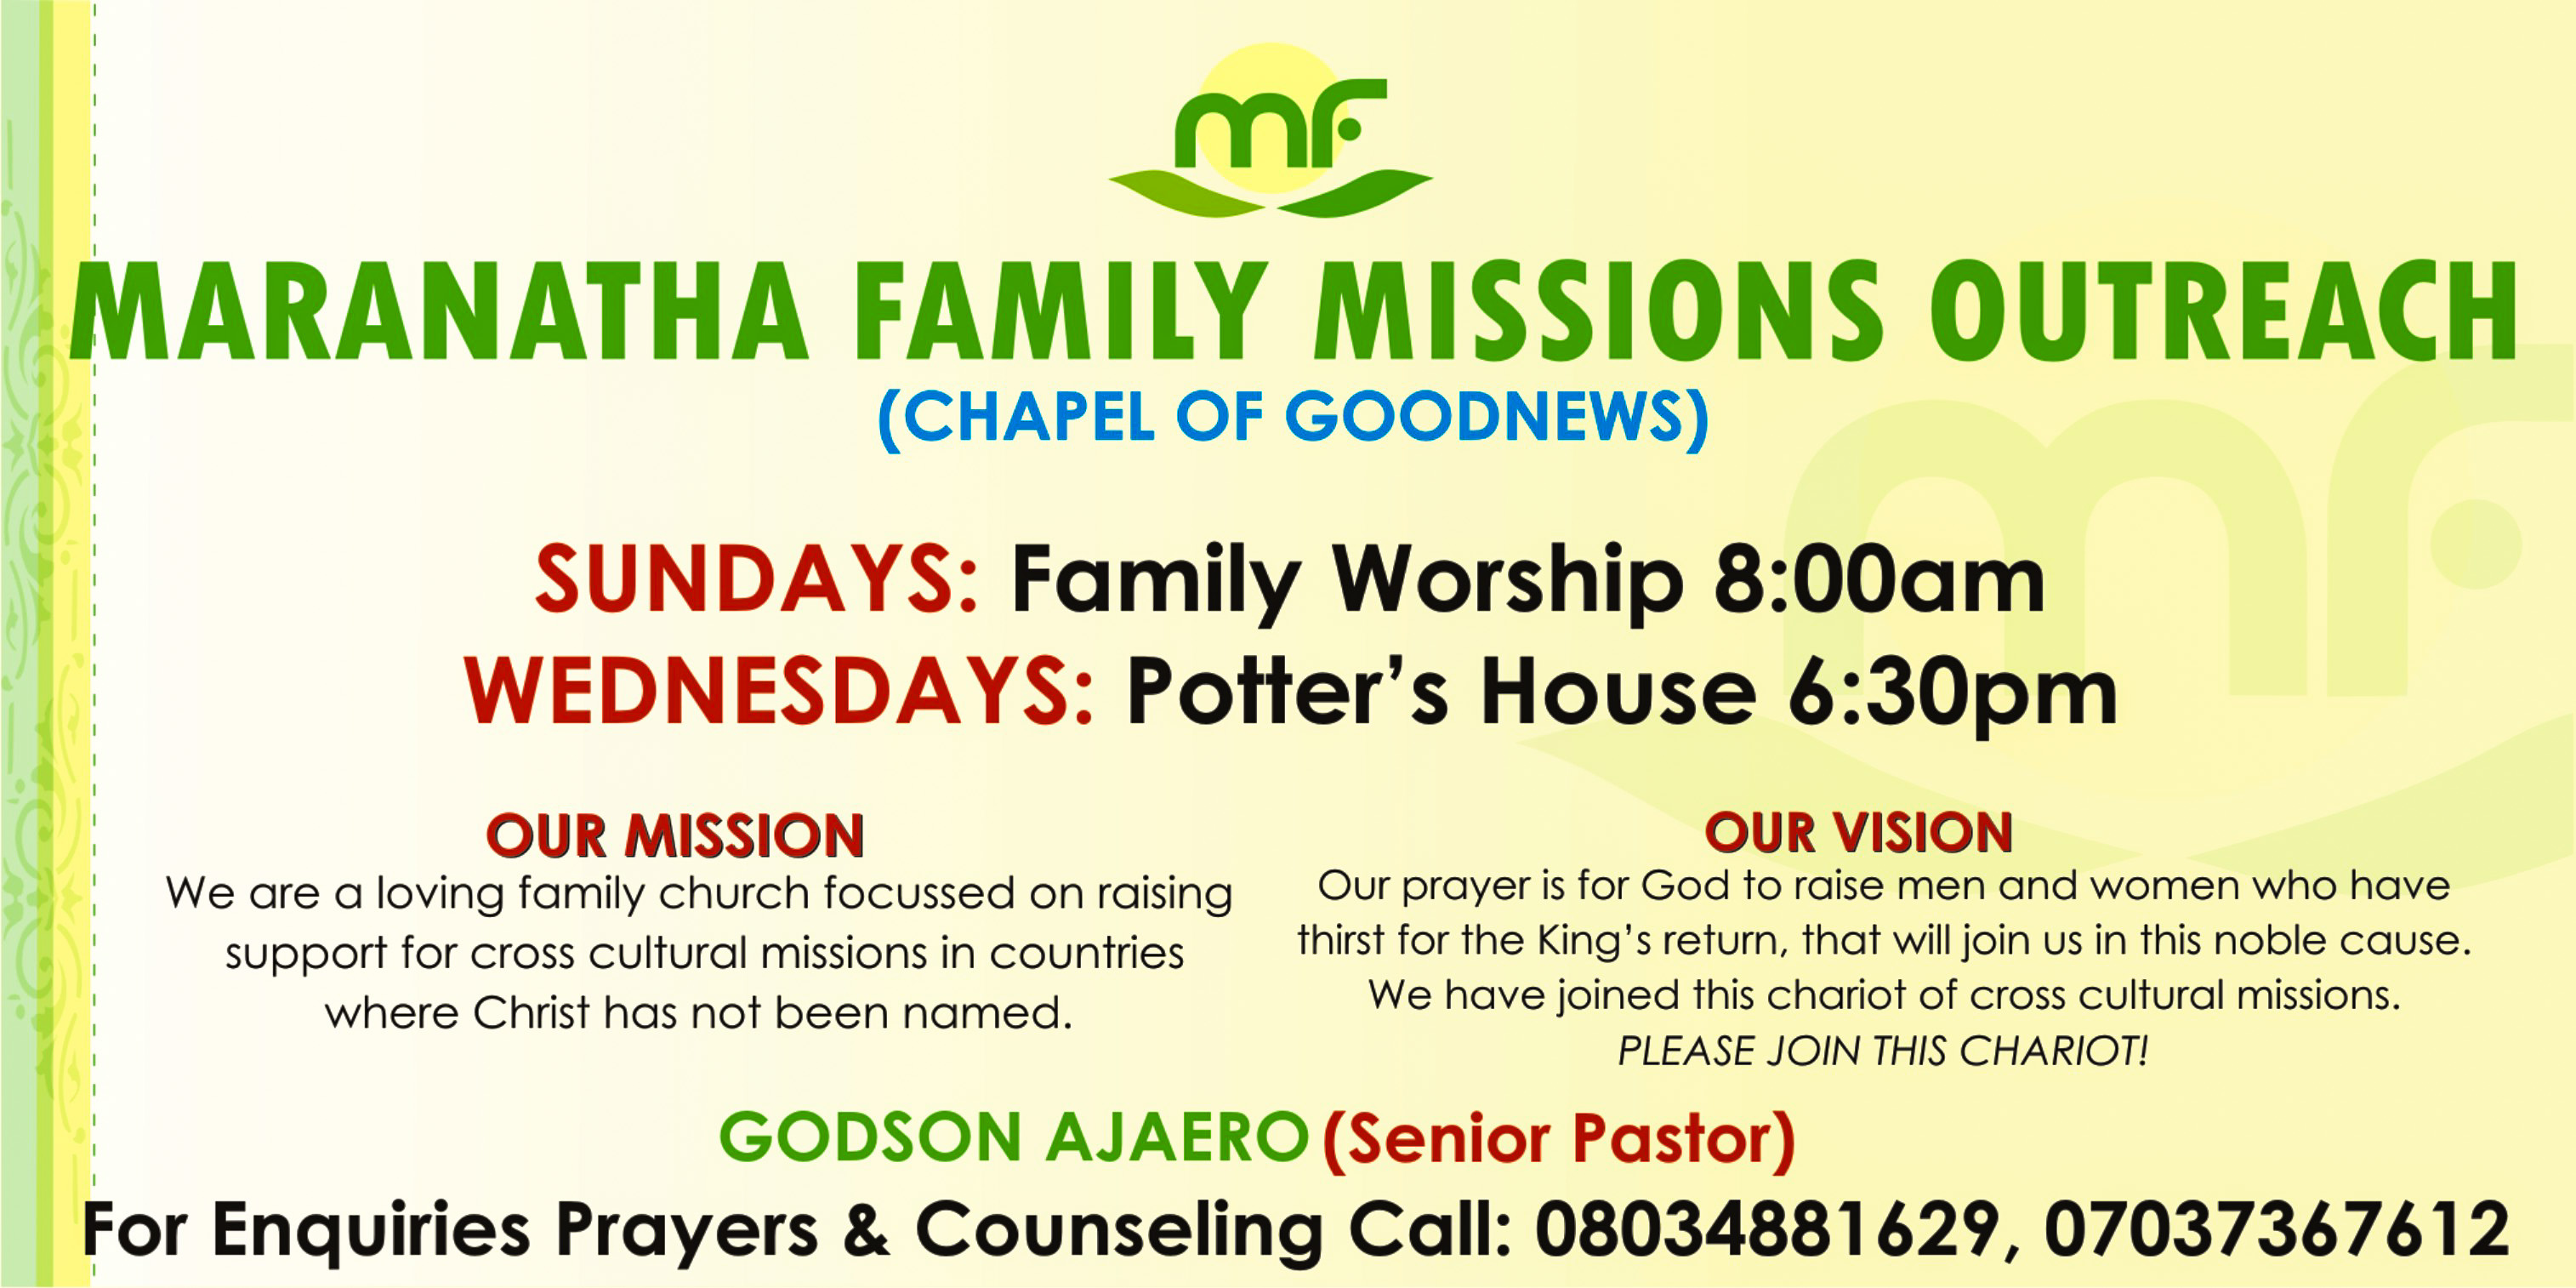 mf
MARANATHA FAMILY MISSIONS OUTREACH
(CHAPEL OF GOODNEWS)
SUNDAYS: Family Worship 8:00am
WEDNESDAYS: Potter's House 6:30pm
OUR MISSION
We are a loving family church focussed on raising
support for cross cultural missions in countries
where Christ has not been named.
OUR VISION
Our prayer is for God to raise men and women who have
thirst for the King's return, that will join us in this noble cause.
We have joined this chariot of cross cultural missions.
PLEASE JOIN THIS CHARIOT!
GODSON AJAERO (Senior Pastor)
For Enquiries Prayers & Counseling Call: 08034881629, 07037367612
mf